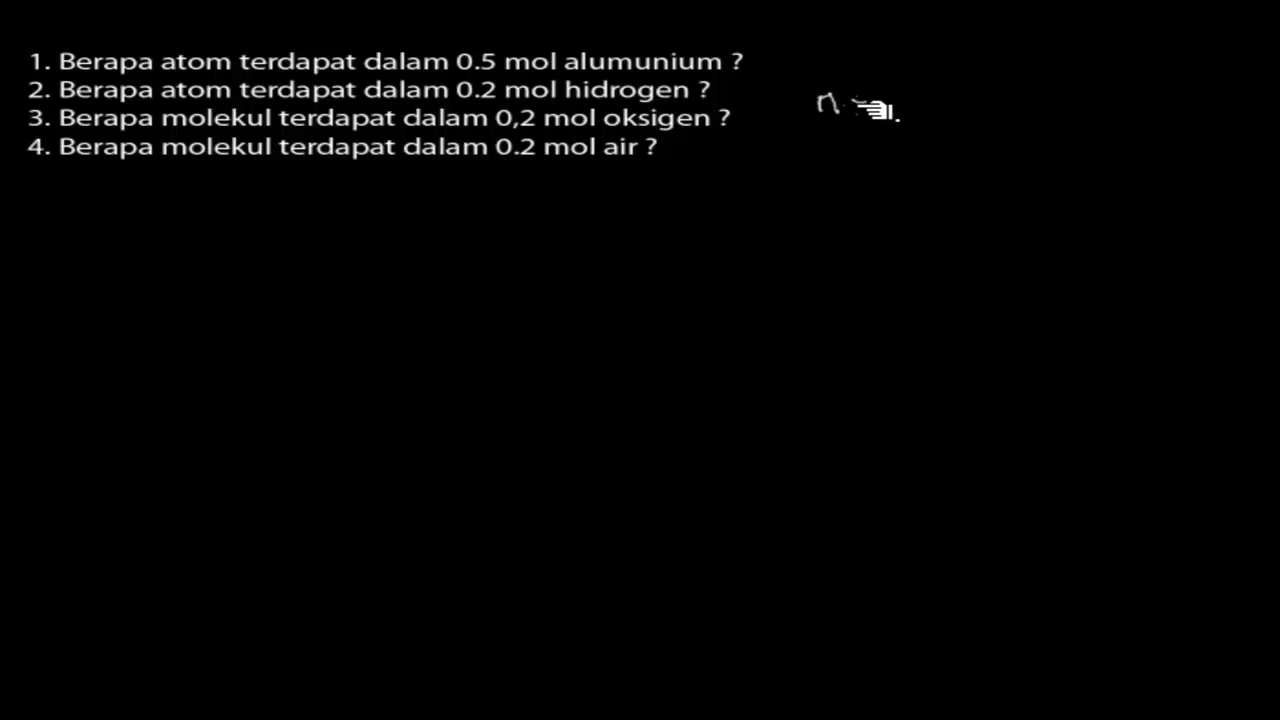 1. Berapa atom terdapat dalam 0.5 mol alumunium ?
2. Berapa atom terdapat dalam 0.2 mol hidrogen ?
3. Berapa molekul terdapat dalam 0,2 mol oksigen ?
4. Berapa molekul terdapat dalam 0.2 mol air ?
n